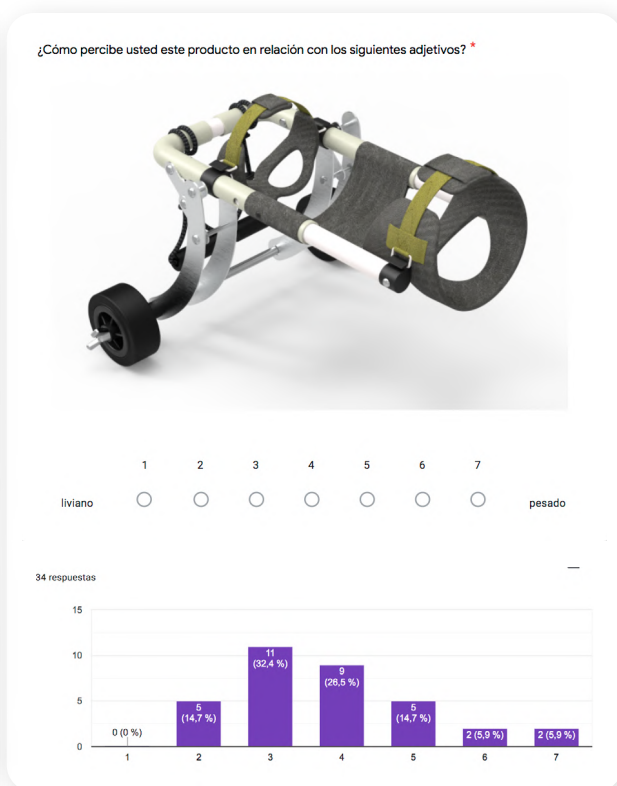 ¿Cómo percibe usted este producto en relación con los siguientes adjetivos? *
1 2 3 4 5 6 7
liviano pesado
34 respuestas
15
10
5
0
0 (0 %)
5
(14,7 %)
11
(32,4 %)
9
(26,5 %)
5
(14,7 %)
2 (5,9 %)
2 (5,9 %)
1 2 3 4 5 6 7